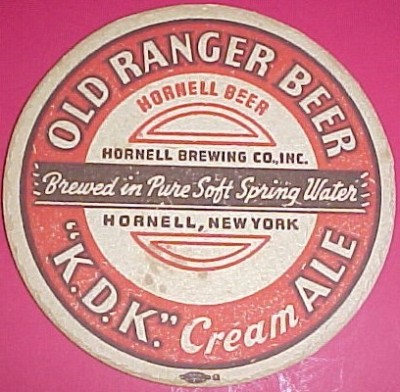 OLD RANGER BEER
HORNELL BEER
HORNELL BREWING CO., INC.
Brewed in Pure Soft Spring Water
HORNELL, NEW YORK
"K.D.K." Cream ALE